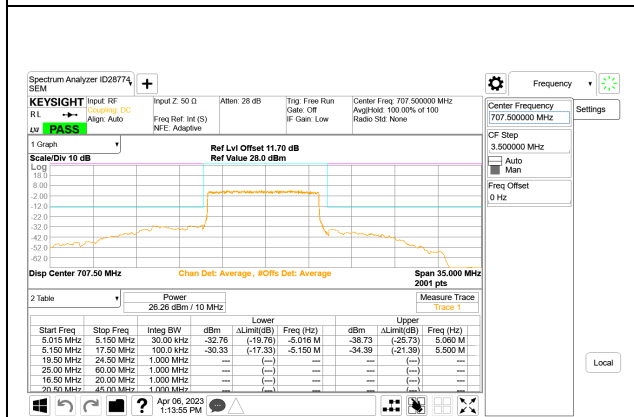 Spectrum Analyzer ID28774
SEM
+
Frequency
KEYSIGHT
Input: RF
Coupling: DC
Align: Auto
Input Z: 50 Ω
Freq Ref: Int (S)
NFE: Adaptive
Atten: 28 dB
Trig: Free Run
Gate: Off
IF Gain: Low
Center Freq: 707.500000 MHz
Avg|Hold: 100.00% of 100
Radio Std: None
R L
PASS
Center Frequency
707.500000 MHz
Settings
CF Step
3.500000 MHz
Auto
Man
Freq Offset
0 Hz
1 Graph
Scale/Div 10 dB
Ref Lvl Offset 11.70 dB
Ref Value 28.0 dBm
Log
18.0
8.00
-2.00
-12.0
-22.0
-32.0
-42.0
-52.0
-62.0
Disp Center 707.50 MHz
Chan Det: Average , #Offs Det: Average
Span 35.000 MHz
2001 pts
2 Table
Power
26.26 dBm / 10 MHz
Measure Trace
Trace 1
Lower Upper
Start Freq Stop Freq Integ BW dBm ΔLimit(dB) Freq (Hz) dBm ΔLimit(dB) Freq (Hz)
5.015 MHz 5.150 MHz 30.00 kHz -32.76 (-19.76) -5.016 M -38.73 (-25.73) 5.060 M
5.150 MHz 17.50 MHz 100.0 kHz -30.33 (-17.33) -5.150 M -34.39 (-21.39) 5.500 M
19.50 MHz 24.50 MHz 1.000 MHz --- (---) --- --- (---) ---
25.00 MHz 60.00 MHz 1.000 MHz --- (---) --- --- (---) ---
16.50 MHz 20.00 MHz 1.000 MHz --- (---) --- --- (---) ---
20.50 MHz 45.00 MHz 1.000 MHz --- (---) --- --- (---) ---
Local
? Apr 06, 2023
1:13:55 PM